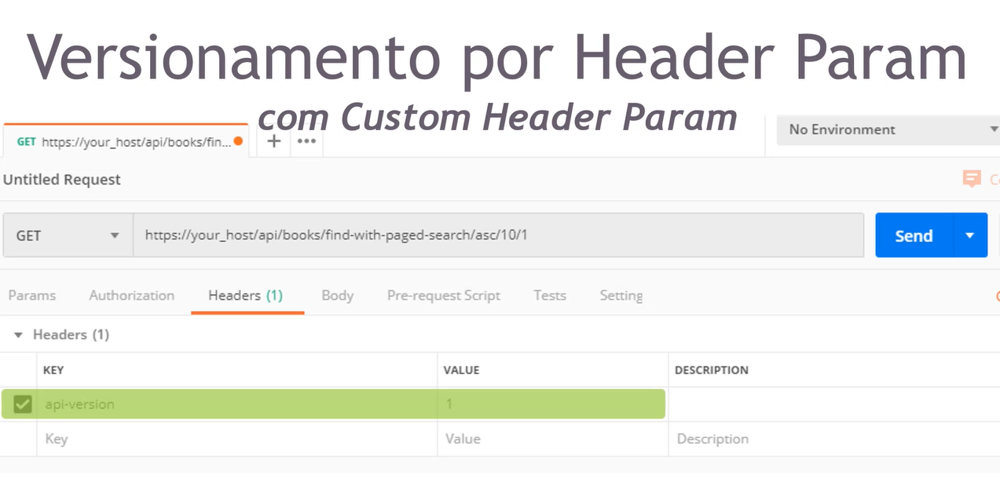 Versionamento por Header Param
com Custom Header Param
GET https://your_host/api/books/fin... + •••
No Environment
Untitled Request
GET https://your_host/api/books/find-with-paged-search/asc/10/1 Send
Params Authorization Headers (1) Body Pre-request Script Tests Setting
Headers (1)
KEY VALUE DESCRIPTION
api-version 1
Key Value Description